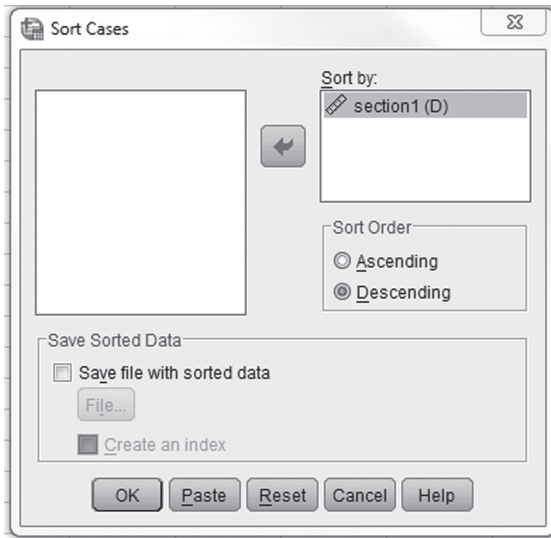 Sort Cases
Sort by:
section1 (D)
Sort Order
Ascending
Descending
Save Sorted Data
Save file with sorted data
File...
Create an index
OK Paste Reset Cancel Help